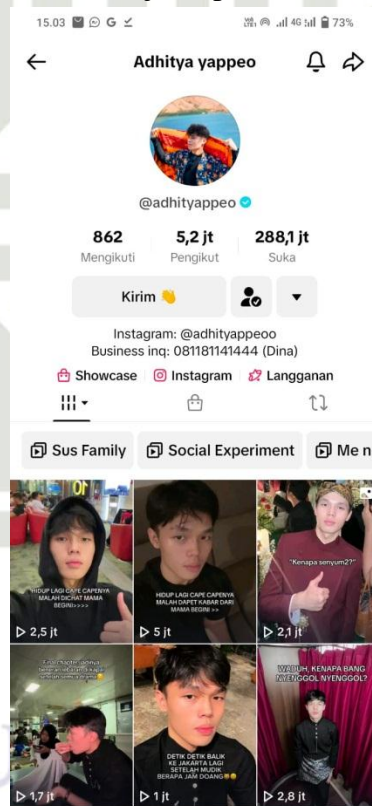 15.03
4G
73%
Adhitya yappeo
@adhityappeo
862 5,2 jt 288,1 jt
Mengikuti Pengikut Suka
Kirim 👋
Instagram: @adhityappeoo
Business inq: 081181141444 (Dina)
Showcase Instagram Langganan
Sus Family Social Experiment Me n
HIDUP LAGI CAPE CAPENYA
MALAH DICHAT MAMA
BEGINI>>>>
2,5 jt
HIDUP LAGI CAPE CAPENYA
MALAH DAPET KABAR DARI
MAMA BEGINI >>
5 jt
"Kenapa senyum2?"
2,1 jt
1,7 jt
DETIK DETIK BALIK
KE JAKARTA LAGI
SETELAH MUDIK
BERAPA JAM DOANG
1 jt
WADUH, KENAPA BANG
NYENGGOL NYENGGOL?
2,8 jt